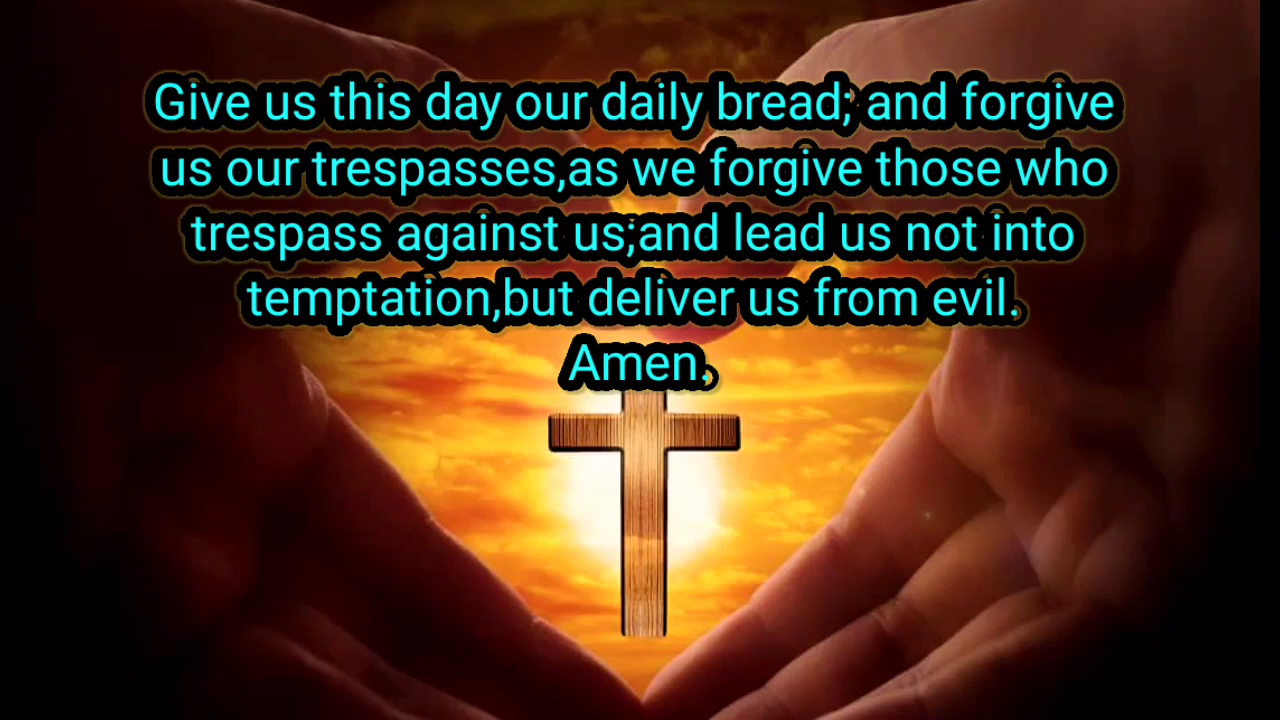 Give us this day our daily bread; and forgive
us our trespasses,as we forgive those who
trespass against us;and lead us not into
temptation,but deliver us from evil.
Amen.